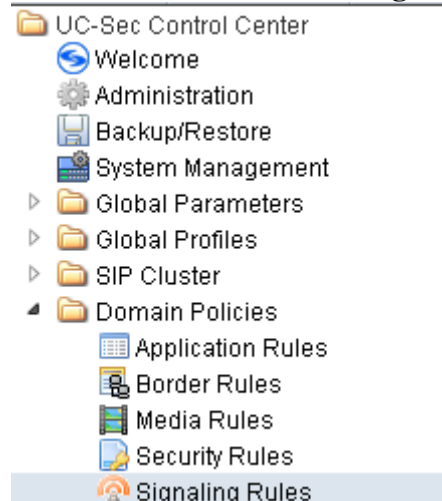 UC-Sec Control Center
Welcome
Administration
Backup/Restore
System Management
Global Parameters
Global Profiles
SIP Cluster
Domain Policies
Application Rules
Border Rules
Media Rules
Security Rules
Signaling Rules